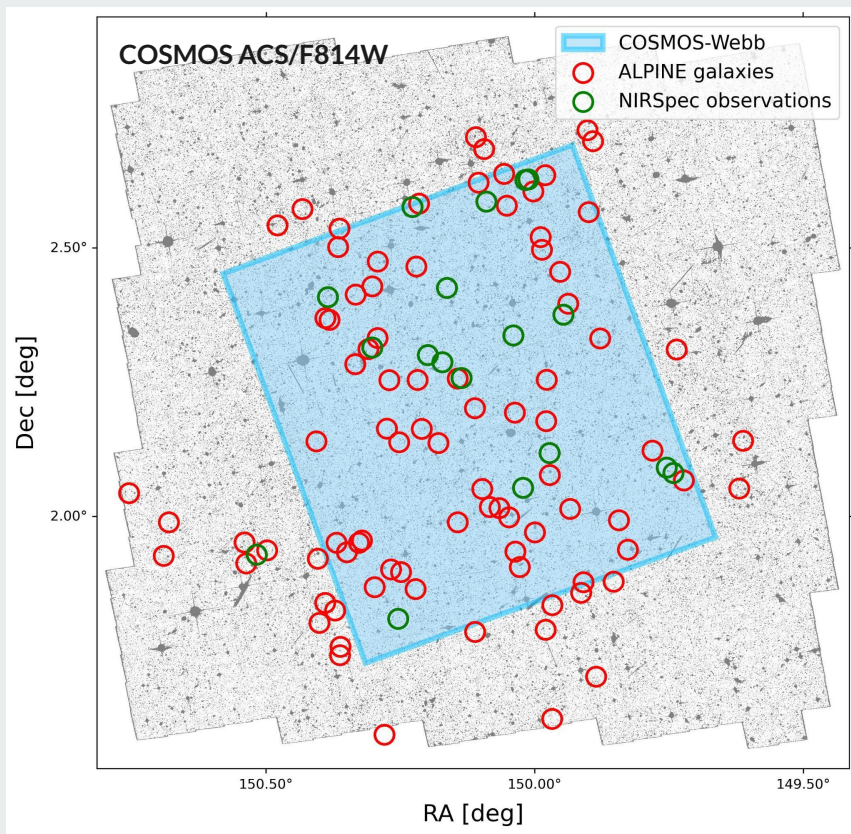 COSMOS ACS/F814W
COSMOS-Webb
ALPINE galaxies
NIRSpec observations
Dec [deg]
2.50°
2.00°
150.50°
150.00°
149.50°
RA [deg]